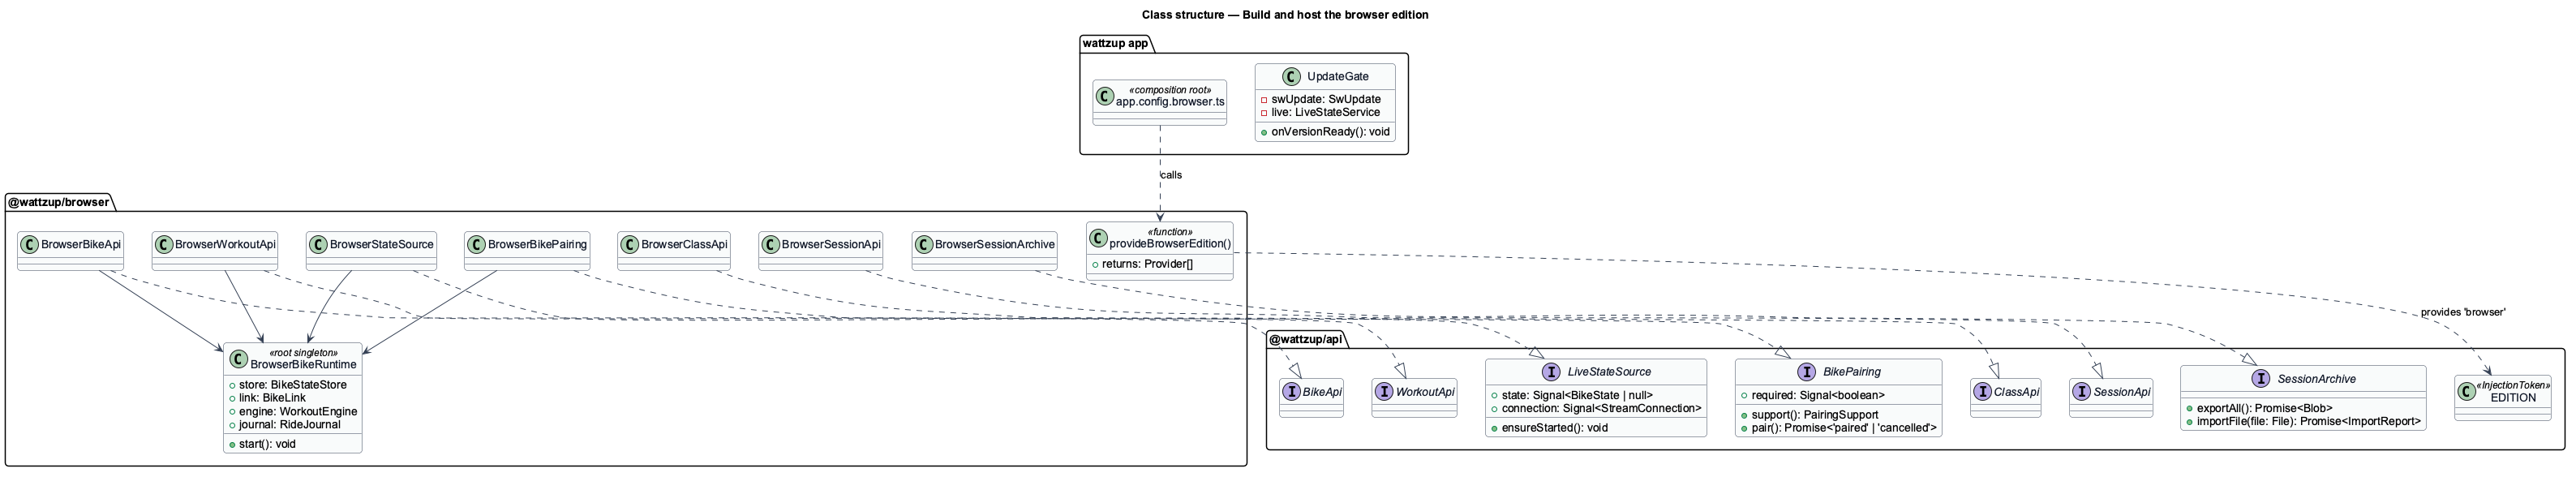 Class structure — Build and host the browser edition
wattzup app
C «composition root»
app.config.browser.ts
C UpdateGate
swUpdate: SwUpdate
live: LiveStateService
onVersionReady(): void
calls
@wattzup/browser
C BrowserBikeApi
C BrowserWorkoutApi
C BrowserStateSource
C BrowserBikePairing
C BrowserClassApi
C BrowserSessionApi
C BrowserSessionArchive
C «function»
provideBrowserEdition()
returns: Provider[]
C «root singleton»
BrowserBikeRuntime
store: BikeStateStore
link: BikeLink
engine: WorkoutEngine
journal: RideJournal
start(): void
provides 'browser'
@wattzup/api
I BikeApi
I WorkoutApi
I LiveStateSource
state: Signal<BikeState | null>
connection: Signal<StreamConnection>
ensureStarted(): void
I BikePairing
required: Signal<boolean>
support(): PairingSupport
pair(): Promise<'paired' | 'cancelled'>
I ClassApi
I SessionApi
I SessionArchive
exportAll(): Promise<Blob>
importFile(file: File): Promise<ImportReport>
C «InjectionToken»
EDITION